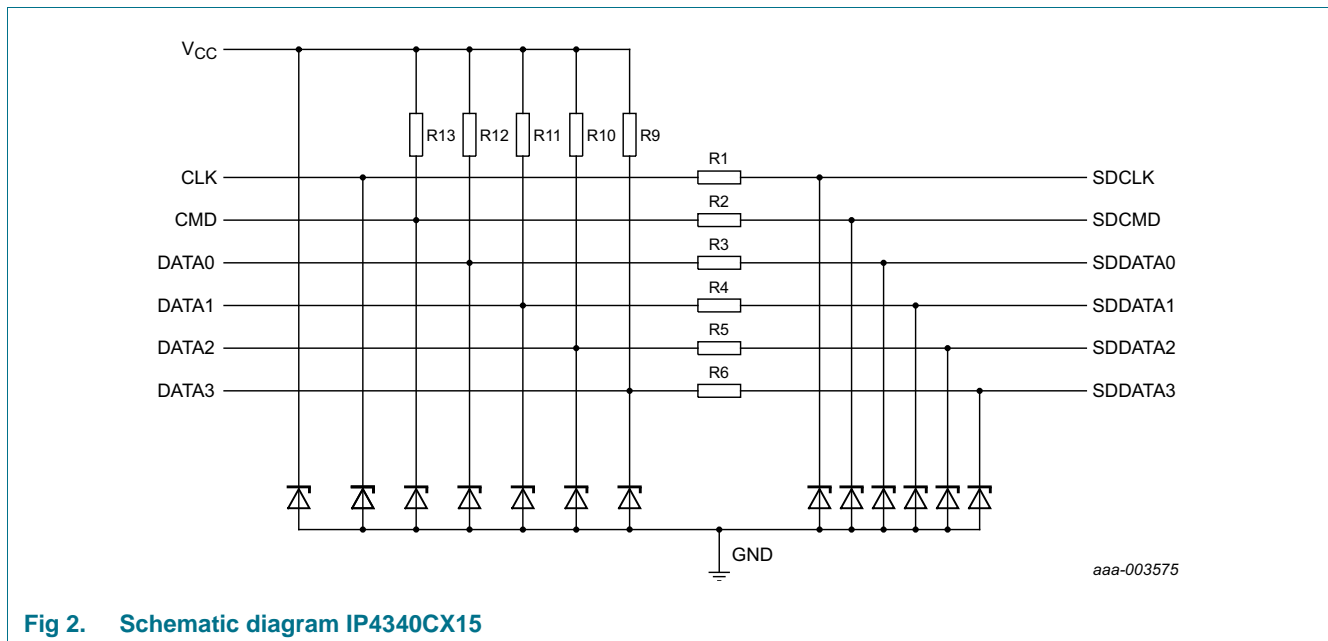 VCC
R13 R12 R11 R10 R9
R1
CLK SDCLK
R2
CMD SDCMD
R3
DATA0 SDDATA0
R4
DATA1 SDDATA1
R5
DATA2 SDDATA2
R6
DATA3 SDDATA3
GND
aaa-003575
Fig 2. Schematic diagram IP4340CX15